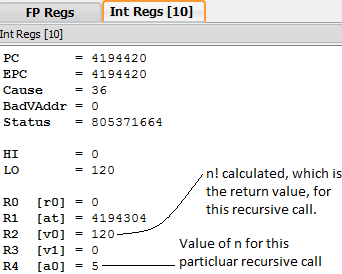 FP Regs
Int Regs [10]
Int Regs [10]
PC = 4194420
EPC = 4194420
Cause = 36
BadVAddr = 0
Status = 805371664
HI = 0
LO = 120
R0 [r0] = 0
R1 [at] = 4194304
R2 [v0] = 120
R3 [v1] = 0
R4 [a0] = 5
n! calculated, which is
the return value, for
this recursive call.
Value of n for this
particluar recursive call